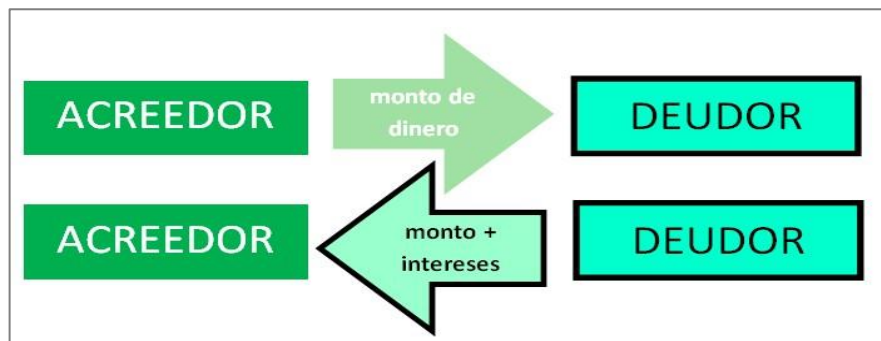 ACREEDOR
monto de
dinero
DEUDOR
ACREEDOR
monto +
intereses
DEUDOR